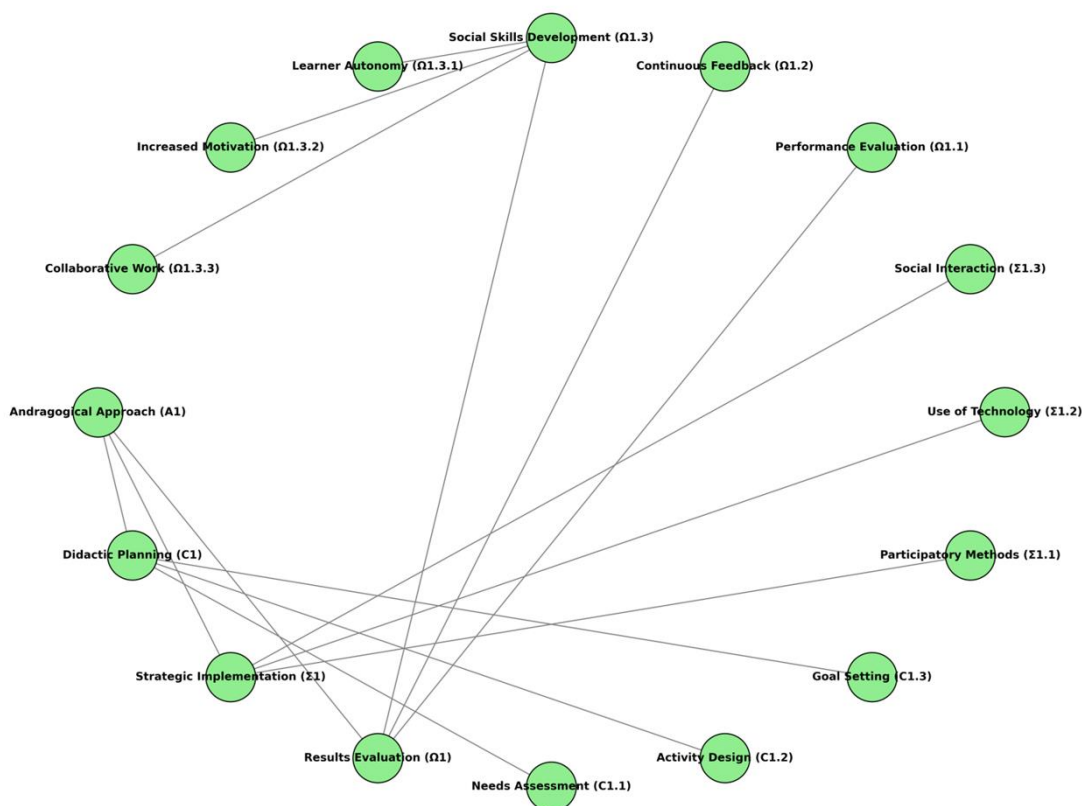 Social Skills Development (Ω1.3)
Learner Autonomy (Ω1.3.1)
Continuous Feedback (Ω1.2)
Increased Motivation (Ω1.3.2)
Performance Evaluation (Ω1.1)
Collaborative Work (Ω1.3.3)
Social Interaction (Σ1.3)
Andragogical Approach (A1)
Use of Technology (Σ1.2)
Didactic Planning (C1)
Participatory Methods (Σ1.1)
Strategic Implementation (Σ1)
Goal Setting (C1.3)
Results Evaluation (Ω1)
Activity Design (C1.2)
Needs Assessment (C1.1)